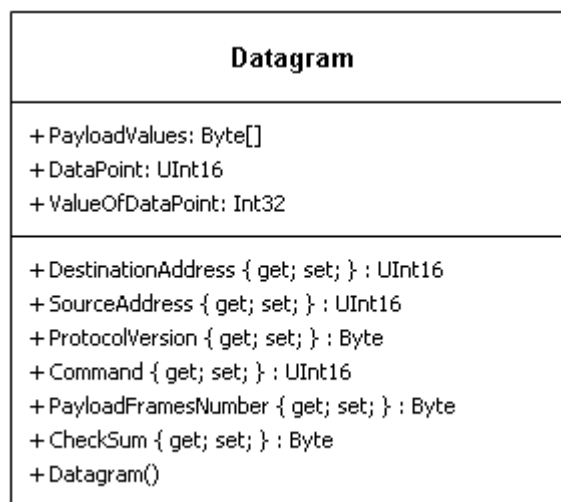 Datagram
+ PayloadValues: Byte[]
+ DataPoint: UInt16
+ ValueOfDataPoint: Int32
+ DestinationAddress { get; set; } : UInt16
+ SourceAddress { get; set; } : UInt16
+ ProtocolVersion { get; set; } : Byte
+ Command { get; set; } : UInt16
+ PayloadFramesNumber { get; set; } : Byte
+ CheckSum { get; set; } : Byte
+ Datagram()